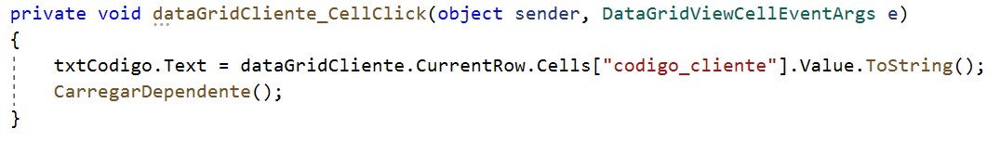 private void dataGridCliente_CellClick(object sender, DataGridViewCellEventArgs e)
{
    txtCodigo.Text = dataGridCliente.CurrentRow.Cells["codigo_cliente"].Value.ToString();
    CarregarDependente();
}